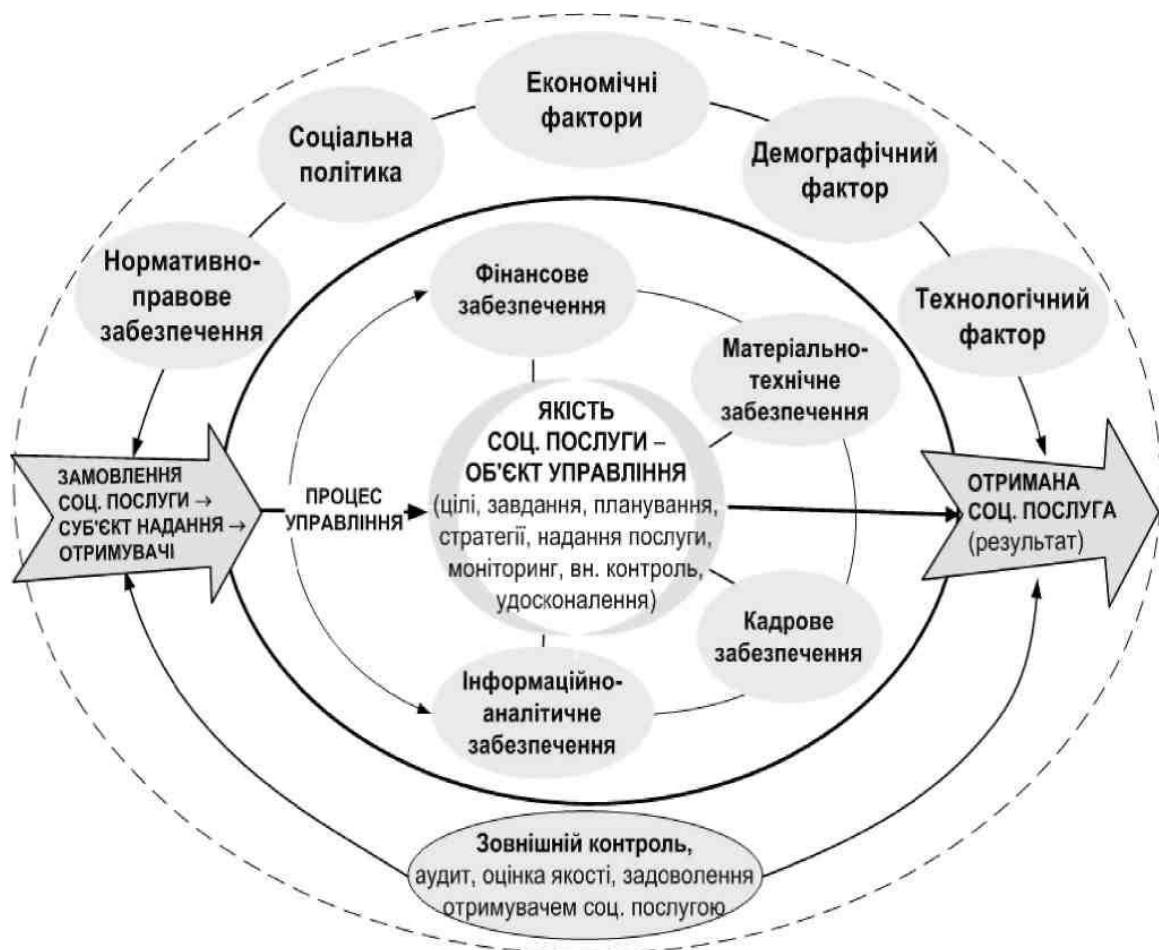 Економічні
фактори
Соціальна
політика
Демографічний
фактор
Нормативно-
правове
забезпечення
Технологічний
фактор
Фінансове
забезпечення
Матеріально-
технічне
забезпечення
ЗАМОВЛЕННЯ
СОЦ. ПОСЛУГИ →
СУБ'ЄКТ НАДАННЯ →
ОТРИМУВАЧІ
ПРОЦЕС
УПРАВЛІННЯ
ЯКІСТЬ
СОЦ. ПОСЛУГИ –
ОБ'ЄКТ УПРАВЛІННЯ
(цілі, завдання, планування,
стратегії, надання послуги,
моніторинг, вн. контроль,
удосконалення)
ОТРИМАНА
СОЦ. ПОСЛУГА
(результат)
Кадрове
забезпечення
Інформаційно-
аналітичне
забезпечення
Зовнішній контроль,
аудит, оцінка якості, задоволення
отримувачем соц. послугою